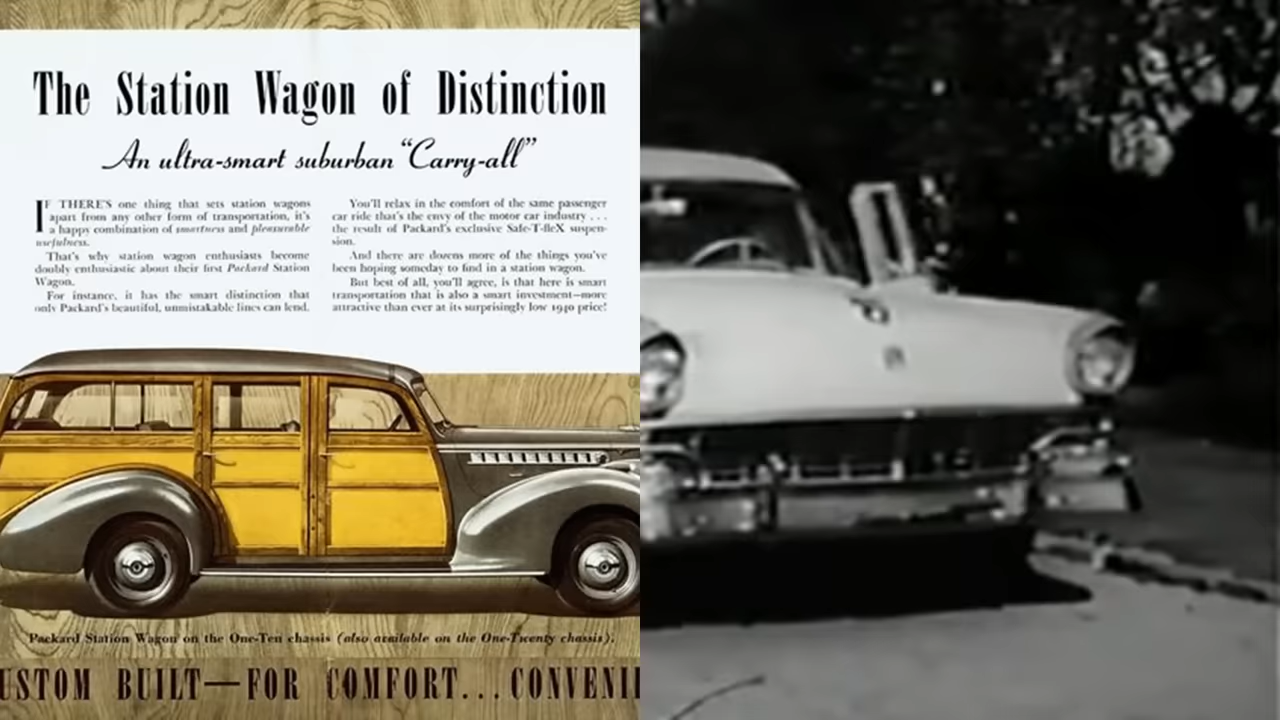 The Station Wagon of Distinction
An ultra-smart suburban “Carry-all”
IF THERE'S one thing that sets station wagons
apart from any other form of transportation, it's
a happy combination of smartness and pleasurable
usefulness.
That's why station wagon enthusiasts become
doubly enthusiastic about their first Packard Station
Wagon.
For instance, it has the smart distinction that
only Packard's beautiful, unmistakable lines can lend.
You'll relax in the comfort of the same passenger
car ride that's the envy of the motor car industry . . .
the result of Packard's exclusive Safe-T-fleX suspen-
sion.
And there are dozens more of the things you've
been hoping someday to find in a station wagon.
But best of all, you'll agree, is that here is smart
transportation that is also a smart investment—more
attractive than ever at its surprisingly low 1940 price!
Packard Station Wagon on the One-Ten chassis (also available on the One-Twenty chassis).
USTOM BUILT—FOR COMFORT...CONVENI